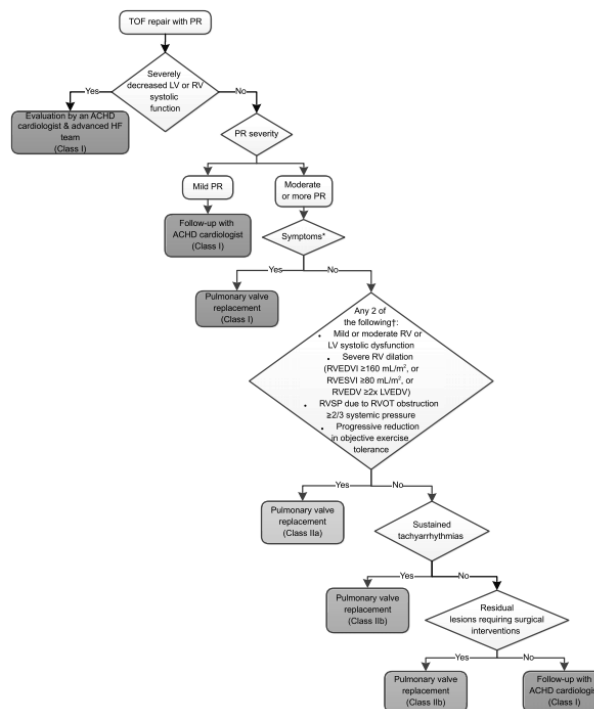 TOF repair with PR
Severely
decreased LV or RV
systolic
function
Yes
No
Evaluation by an ACHD
cardiologist & advanced HF
team
(Class I)
PR severity
Mild PR
Moderate
or more PR
Follow-up with
ACHD cardiologist
(Class I)
Symptoms*
Yes
No
Pulmonary valve
replacement
(Class I)
Any 2 of
the following†:
• Mild or moderate RV or
LV systolic dysfunction
• Severe RV dilation
(RVEDVI ≥160 mL/m², or
RVESVI ≥80 mL/m², or
RVEDV ≥2x LVEDV)
• RVSP due to RVOT obstruction
≥2/3 systemic pressure
• Progressive reduction
in objective exercise
tolerance
Yes
No
Pulmonary valve
replacement
(Class IIa)
Sustained
tachyarrhythmias
Yes
No
Pulmonary valve
replacement
(Class IIb)
Residual
lesions requiring surgical
interventions
Yes
No
Pulmonary valve
replacement
(Class IIb)
Follow-up with
ACHD cardiologist
(Class I)